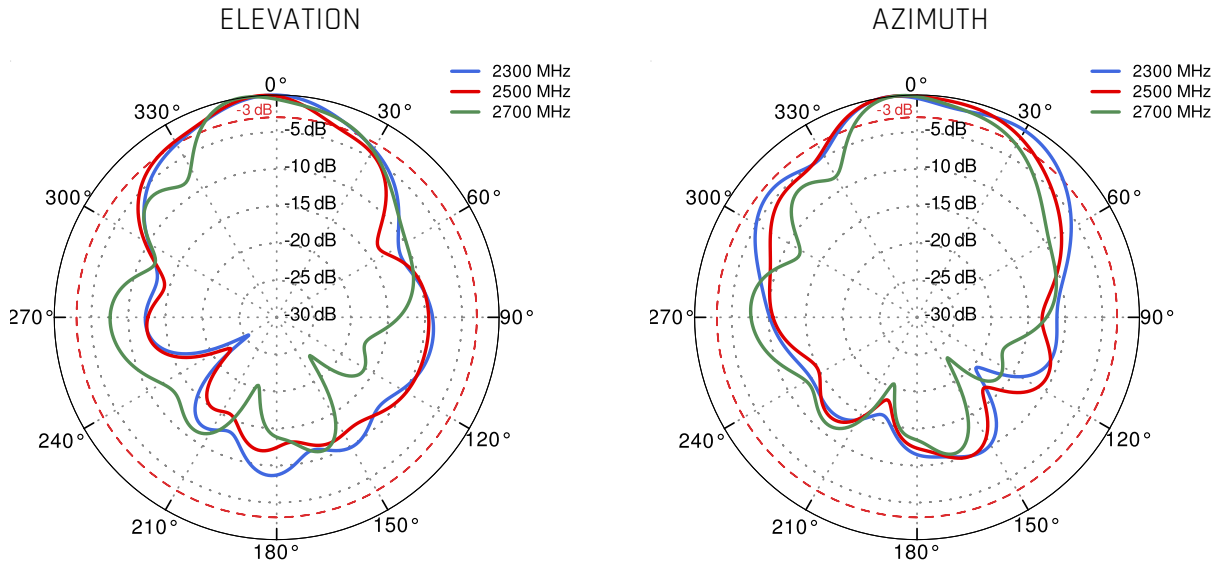 ELEVATION
2300 MHz
2500 MHz
2700 MHz
0°
330°
30°
-3 dB
-5 dB
-10 dB
300°
60°
-15 dB
-20 dB
-25 dB
-30 dB
270°
90°
240°
120°
210°
150°
180°
AZIMUTH
2300 MHz
2500 MHz
2700 MHz
0°
330°
30°
-3 dB
-5 dB
-10 dB
300°
60°
-15 dB
-20 dB
-25 dB
-30 dB
270°
90°
240°
120°
210°
150°
180°